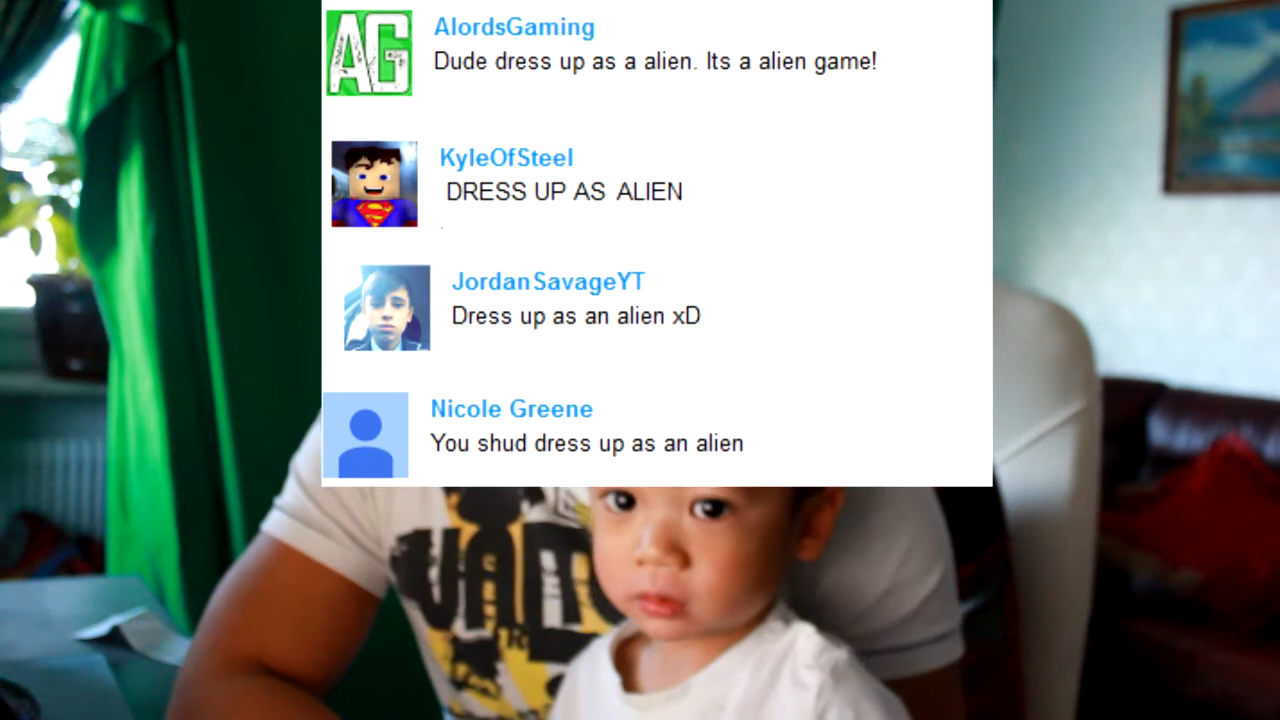 AG
AlordsGaming
Dude dress up as a alien. Its a alien game!
KyleOfSteel
DRESS UP AS ALIEN
.
JordanSavageYT
Dress up as an alien xD
Nicole Greene
You shud dress up as an alien